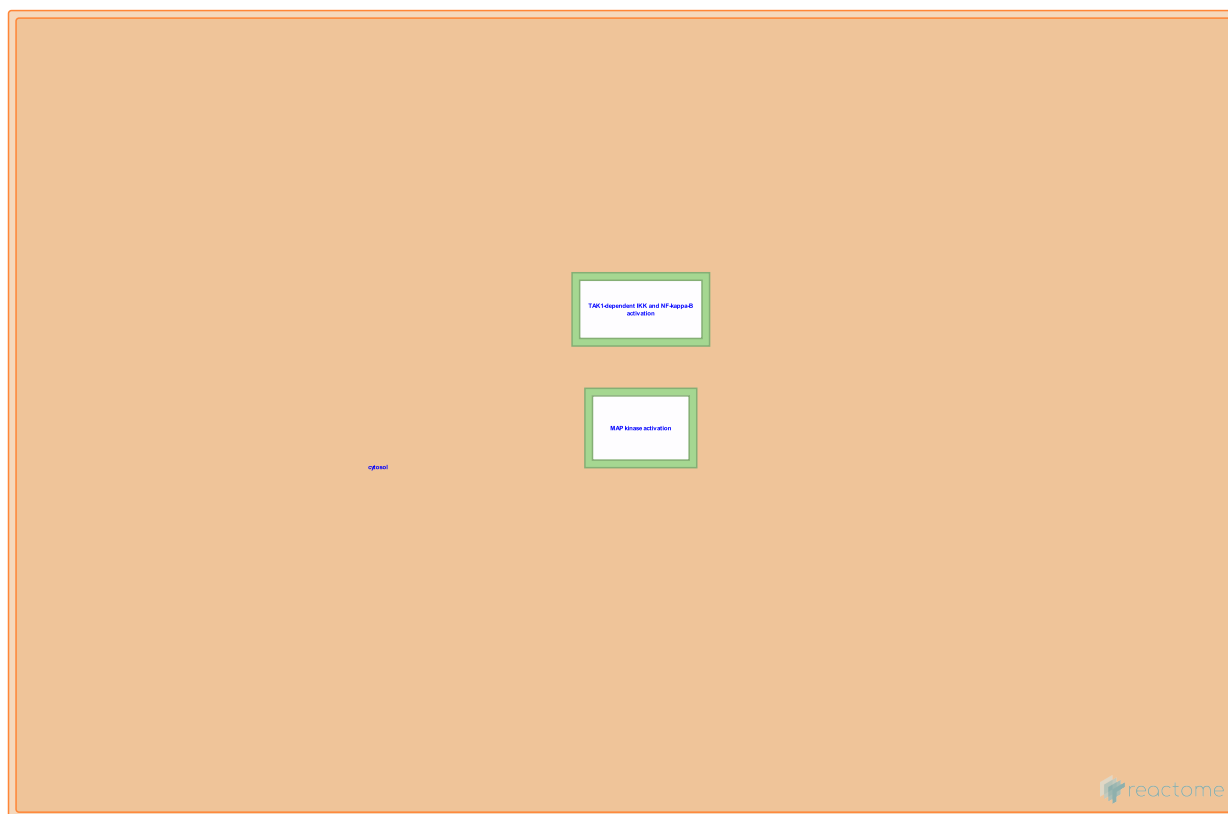 TAK1-dependent IKK and NF-kappa-B
activation
MAP kinase activation
cytosol
reactome